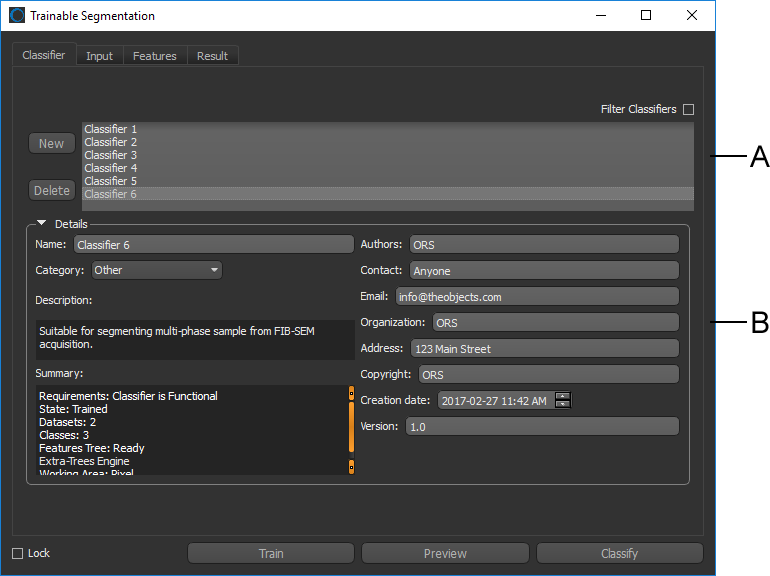 Trainable Segmentation
Classifier Input Features Result
Filter Classifiers
A
New
Delete
Classifier 1
Classifier 2
Classifier 3
Classifier 4
Classifier 5
Classifier 6
Details
Name: Classifier 6
Category: Other
Description:
Suitable for segmenting multi-phase sample from FIB-SEM
acquisition.
Summary:
Requirements: Classifier is Functional
State: Trained
Datasets: 2
Classes: 3
Features Tree: Ready
Extra-Trees Engine
Working Area: Pixel
Authors: ORS
Contact: Anyone
Email: info@theobjects.com
Organization: ORS
Address: 123 Main Street
Copyright: ORS
Creation date: 2017-02-27 11:42 AM
Version: 1.0
B
Lock
Train Preview Classify